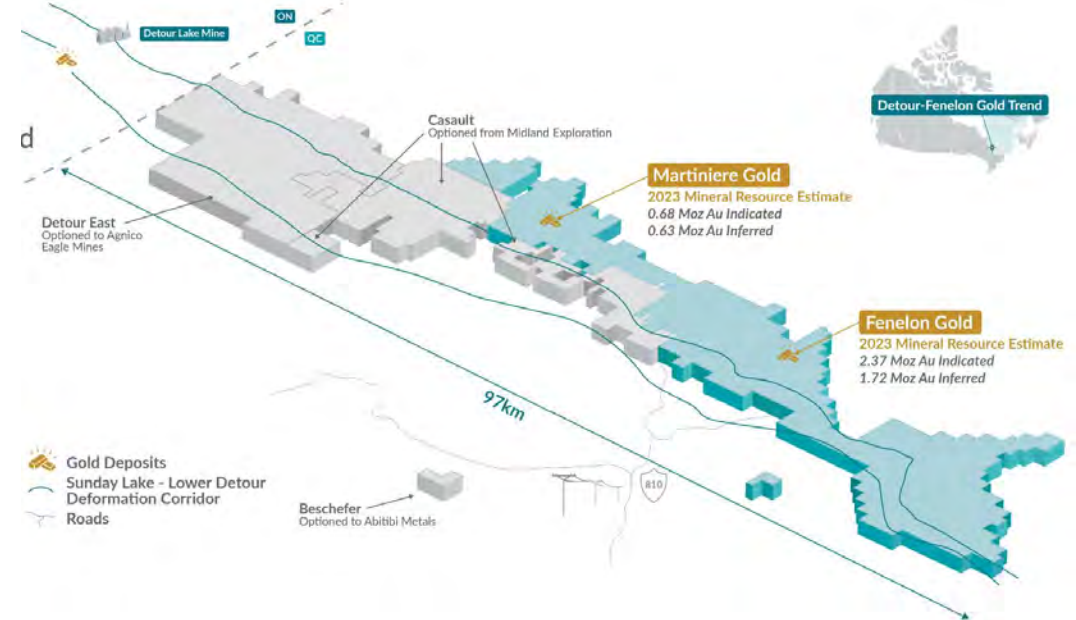 ON
QC
Detour Lake Mine
d
Casault
Optioned from Midland Exploration
Detour-Fenelon Gold Trend
Martiniere Gold
2023 Mineral Resource Estimate
0.68 Moz Au Indicated
0.63 Moz Au Inferred
Detour East
Optioned to Agnico
Eagle Mines
Fenelon Gold
2023 Mineral Resource Estimate
2.37 Moz Au Indicated
1.72 Moz Au Inferred
97km
Gold Deposits
Sunday Lake - Lower Detour
Deformation Corridor
Roads
Beschefer
Optioned to Abitibi Metals
810